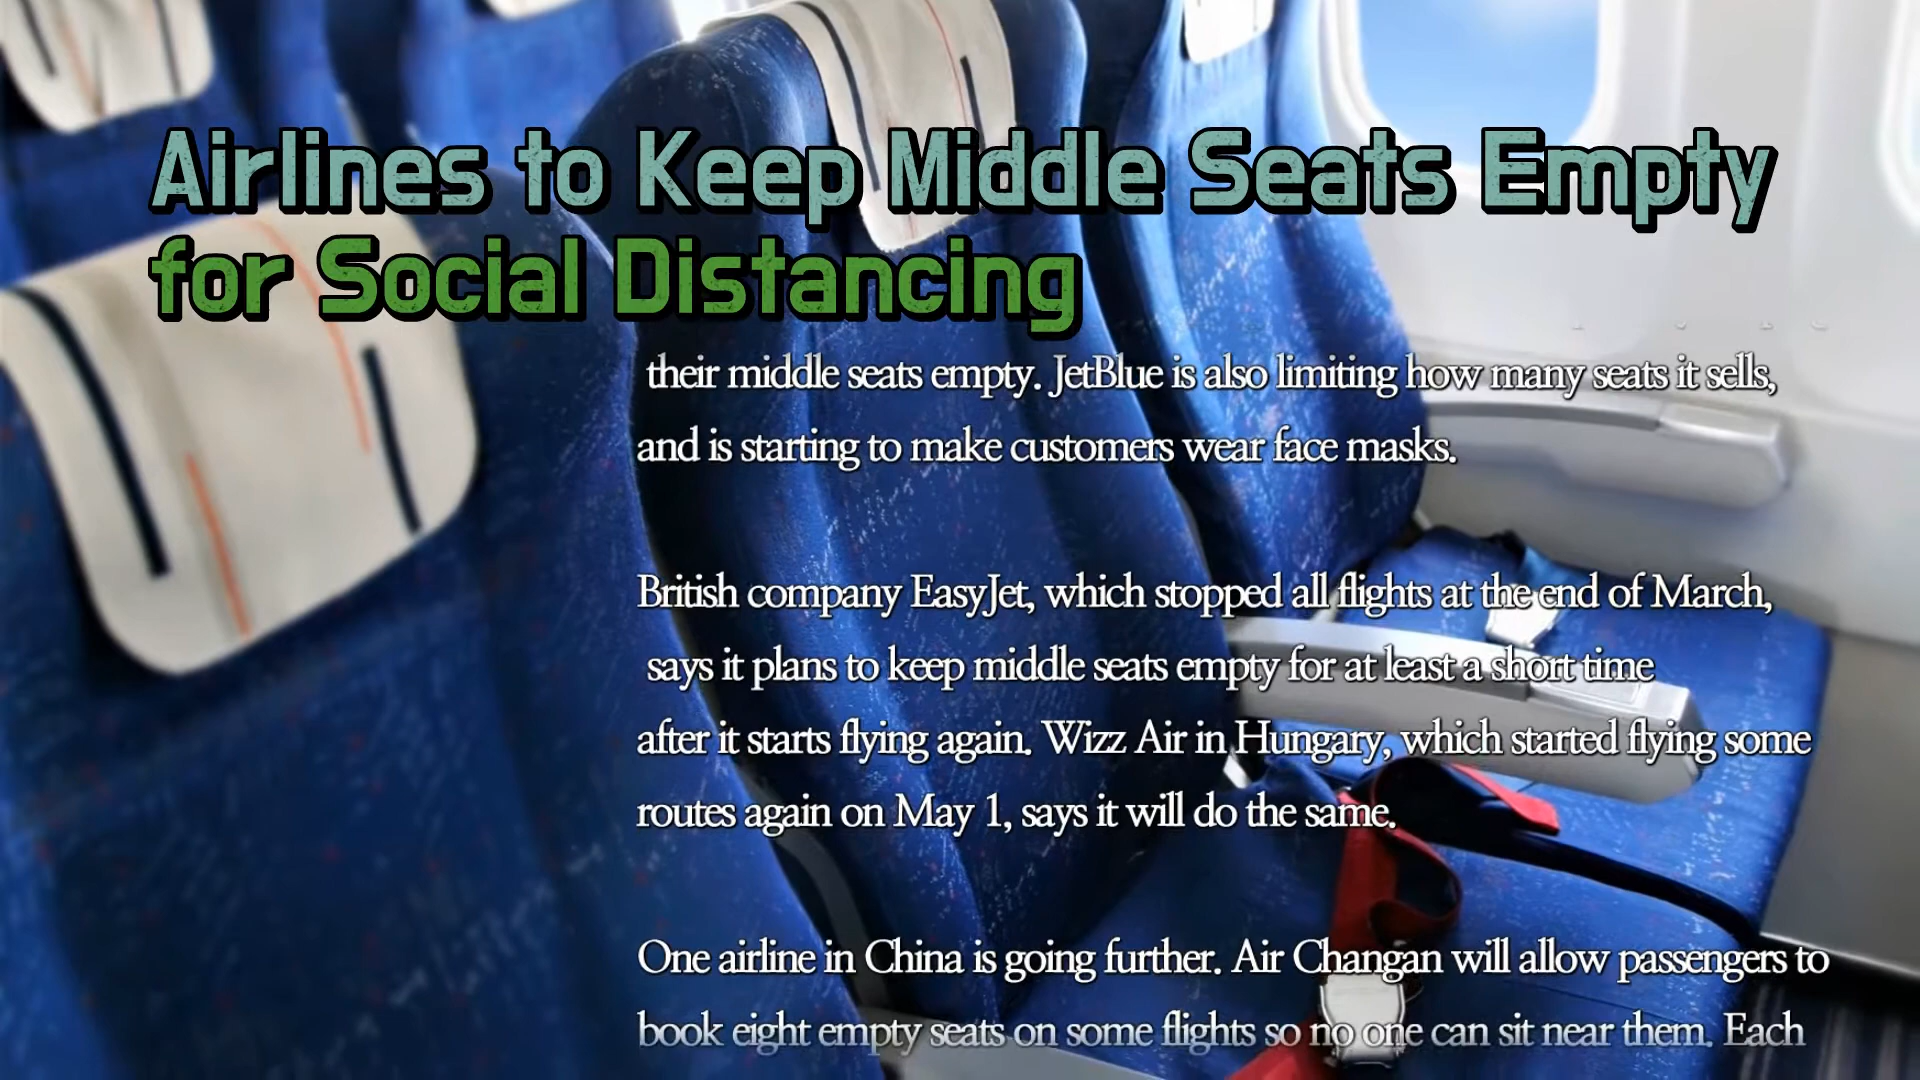 Airlines to Keep Middle Seats Empty
for Social Distancing
their middle seats empty. JetBlue is also limiting how many seats it sells,
and is starting to make customers wear face masks.
British company EasyJet, which stopped all flights at the end of March,
says it plans to keep middle seats empty for at least a short time
after it starts flying again. Wizz Air in Hungary, which started flying some
routes again on May 1, says it will do the same.
One airline in China is going further. Air Changan will allow passengers to
book eight empty seats on some flights so no one can sit near them. Each